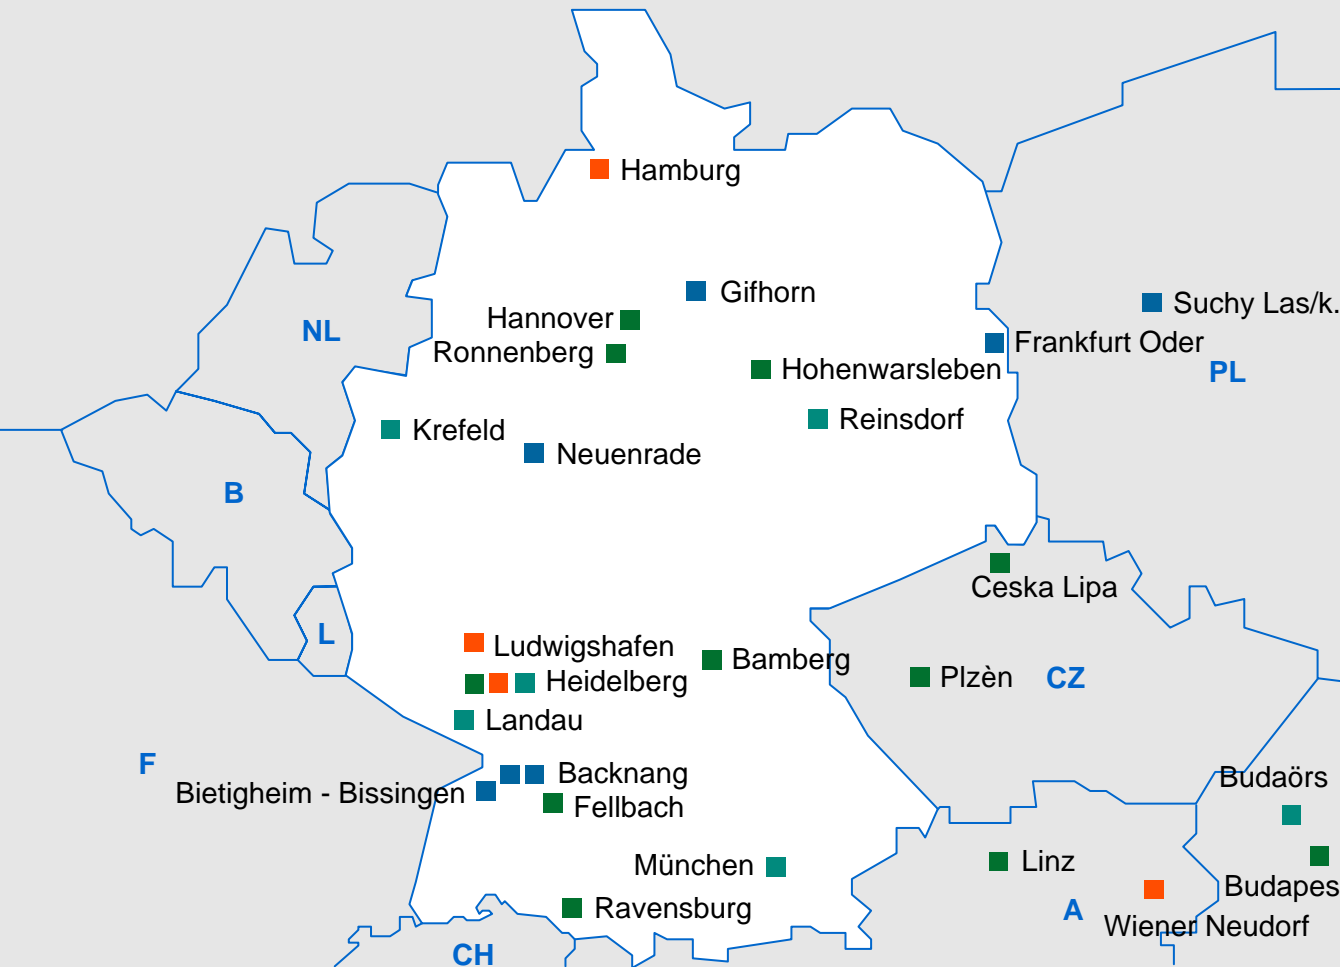 Hamburg
Gifhorn
Suchy Las/k.
Hannover
NL
Frankfurt Oder
Ronnenberg
Hohenwarsleben
PL
Reinsdorf
Krefeld
Neuenrade
B
Ceska Lipa
L
Ludwigshafen
Bamberg
Heidelberg
Plzèn
CZ
Landau
F
Backnang
Budaörs
Bietigheim - Bissingen
Fellbach
München
Linz
Budapes
Ravensburg
A
Wiener Neudorf
CH